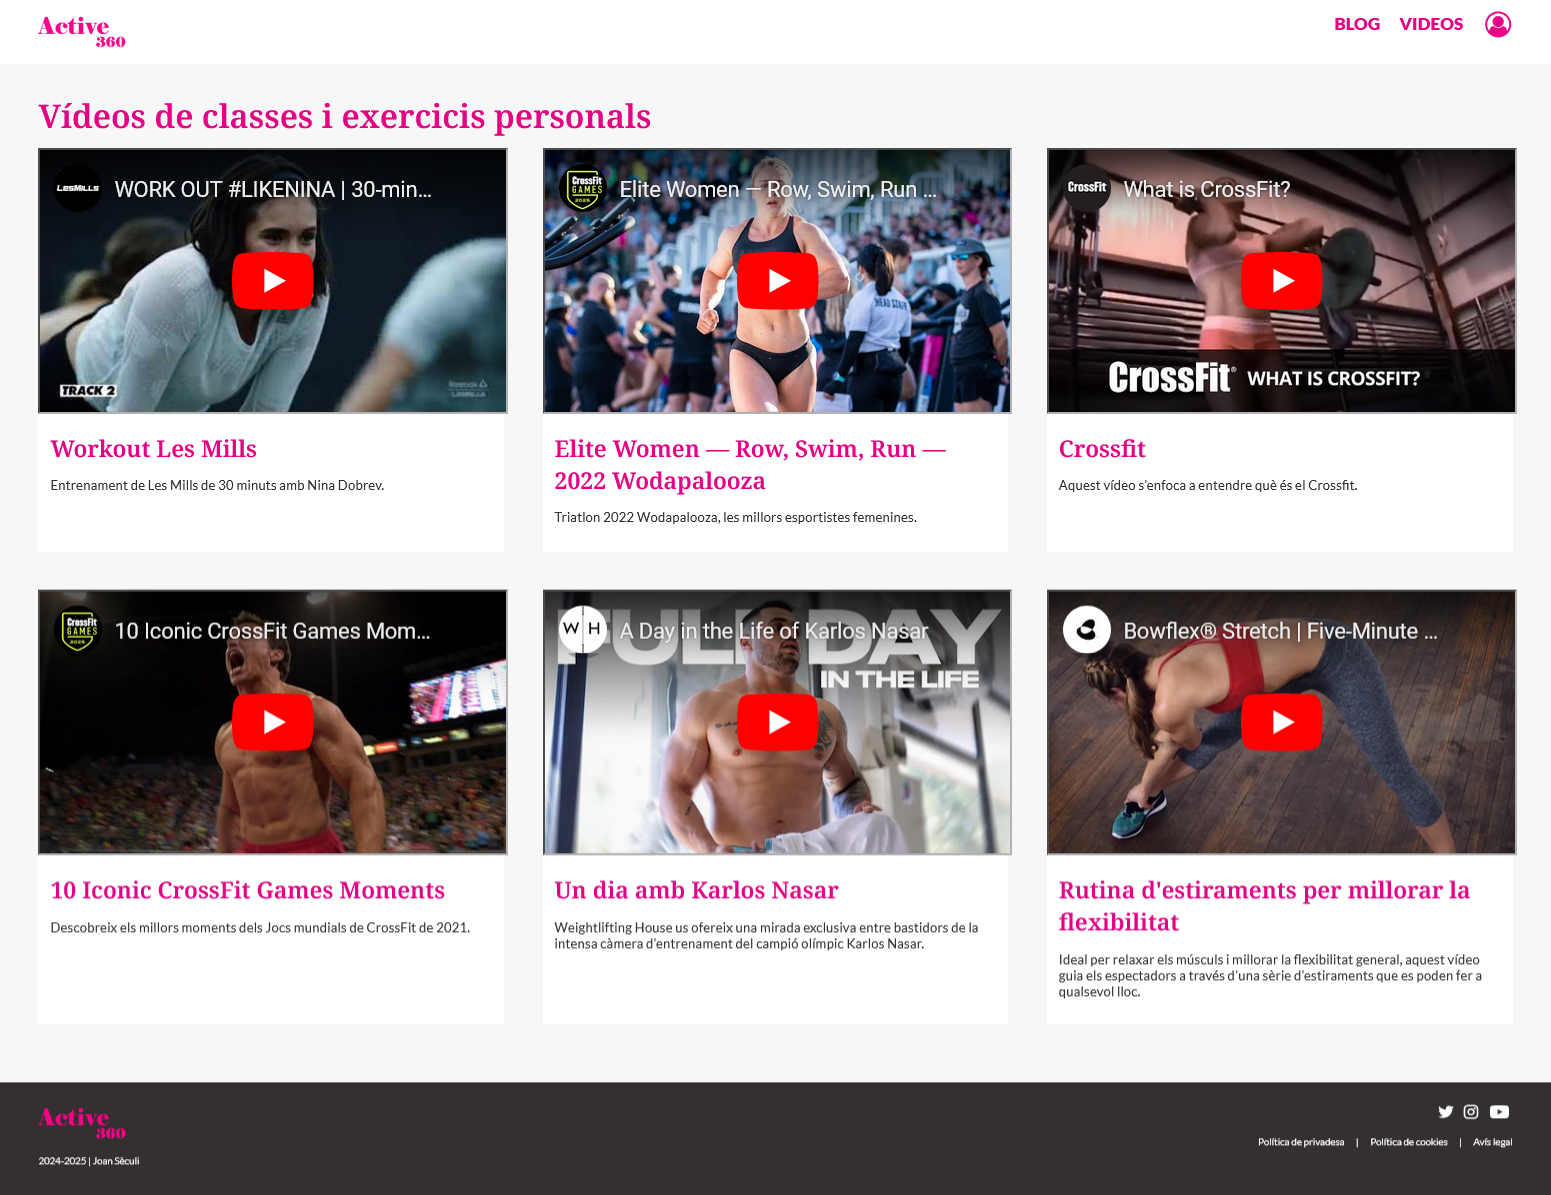 Active
360
BLOG VIDEOS
Vídeos de classes i exercicis personals
LesMills WORK OUT #LIKENINA | 30-min...
TRACK 2
Reebok
LesMills
CrossFit
GAMES
2025
Elite Women — Row, Swim, Run ...
HEAD STAFF
CrossFit What is CrossFit?
CrossFit® WHAT IS CROSSFIT?
Workout Les Mills
Entrenament de Les Mills de 30 minuts amb Nina Dobrev.
Elite Women — Row, Swim, Run —
2022 Wodapalooza
Triatlon 2022 Wodapalooza, les millors esportistes femenines.
Crossfit
Aquest vídeo s'enfoca a entendre què és el Crossfit.
CrossFit
GAMES
2025
10 Iconic CrossFit Games Mom...
W H A Day in the Life of Karlos Nasar
FULL DAY
IN THE LIFE
Bowflex® Stretch | Five-Minute ...
10 Iconic CrossFit Games Moments
Descobreix els millors moments dels Jocs mundials de CrossFit de 2021.
Un dia amb Karlos Nasar
Weightlifting House us ofereix una mirada exclusiva entre bastidors de la
intensa càmera d'entrenament del campió olímpic Karlos Nasar.
Rutina d'estiraments per millorar la
flexibilitat
Ideal per relaxar els músculs i millorar la flexibilitat general, aquest vídeo
guia els espectadors a través d'una sèrie d'estiraments que es poden fer a
qualsevol lloc.
Active
360
2024-2025 | Joan Sèculi
Política de privadesa | Política de cookies | Avís legal